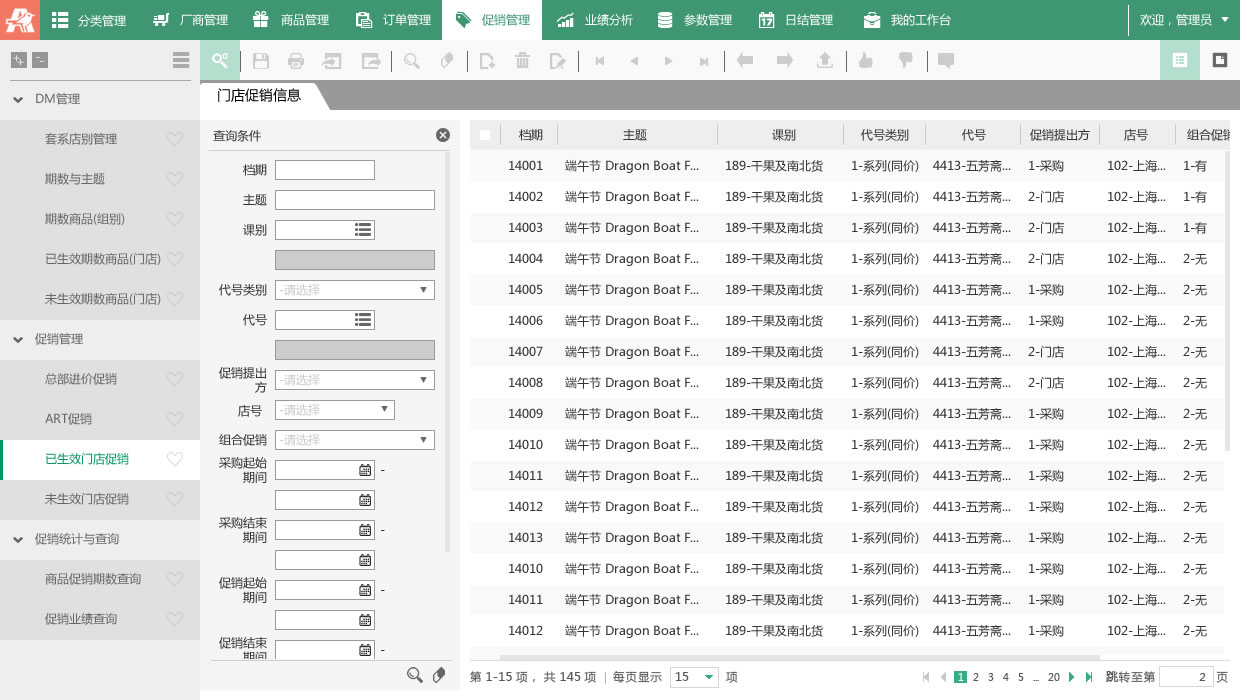 分类管理 厂商管理 商品管理 订单管理 促销管理 业绩分析 参数管理 日结管理 我的工作台 欢迎，管理员
DM管理
套系店别管理
期数与主题
期数商品(组别)
已生效期数商品(门店)
未生效期数商品(门店)
促销管理
总部进价促销
ART促销
已生效门店促销
未生效门店促销
促销统计与查询
商品促销期数查询
促销业绩查询
门店促销信息
查询条件
档期
主题
课别
代号类别 -请选择
代号
促销提出方 -请选择
店号 -请选择
组合促销 -请选择
采购起始期间 -
采购结束期间 -
促销起始期间 -
促销结束期间 -
档期 主题 课别 代号类别 代号 促销提出方 店号 组合促销
14001 端午节 Dragon Boat F... 189-干果及南北货 1-系列(同价) 4413-五芳斋... 1-采购 102-上海... 1-有
14002 端午节 Dragon Boat F... 189-干果及南北货 1-系列(同价) 4413-五芳斋... 2-门店 102-上海... 1-有
14003 端午节 Dragon Boat F... 189-干果及南北货 1-系列(同价) 4413-五芳斋... 2-门店 102-上海... 1-有
14004 端午节 Dragon Boat F... 189-干果及南北货 1-系列(同价) 4413-五芳斋... 2-门店 102-上海... 2-无
14005 端午节 Dragon Boat F... 189-干果及南北货 1-系列(同价) 4413-五芳斋... 1-采购 102-上海... 2-无
14006 端午节 Dragon Boat F... 189-干果及南北货 1-系列(同价) 4413-五芳斋... 1-采购 102-上海... 2-无
14007 端午节 Dragon Boat F... 189-干果及南北货 1-系列(同价) 4413-五芳斋... 2-门店 102-上海... 2-无
14008 端午节 Dragon Boat F... 189-干果及南北货 1-系列(同价) 4413-五芳斋... 2-门店 102-上海... 2-无
14009 端午节 Dragon Boat F... 189-干果及南北货 1-系列(同价) 4413-五芳斋... 1-采购 102-上海... 2-无
14010 端午节 Dragon Boat F... 189-干果及南北货 1-系列(同价) 4413-五芳斋... 1-采购 102-上海... 2-无
14011 端午节 Dragon Boat F... 189-干果及南北货 1-系列(同价) 4413-五芳斋... 1-采购 102-上海... 2-无
14012 端午节 Dragon Boat F... 189-干果及南北货 1-系列(同价) 4413-五芳斋... 1-采购 102-上海... 2-无
14013 端午节 Dragon Boat F... 189-干果及南北货 1-系列(同价) 4413-五芳斋... 1-采购 102-上海... 2-无
14010 端午节 Dragon Boat F... 189-干果及南北货 1-系列(同价) 4413-五芳斋... 1-采购 102-上海... 2-无
14011 端午节 Dragon Boat F... 189-干果及南北货 1-系列(同价) 4413-五芳斋... 1-采购 102-上海... 2-无
14012 端午节 Dragon Boat F... 189-干果及南北货 1-系列(同价) 4413-五芳斋... 1-采购 102-上海... 2-无
第 1-15 项， 共 145 项 | 每页显示 15 项 1 2 3 4 5 ... 20 跳转至第 2 页